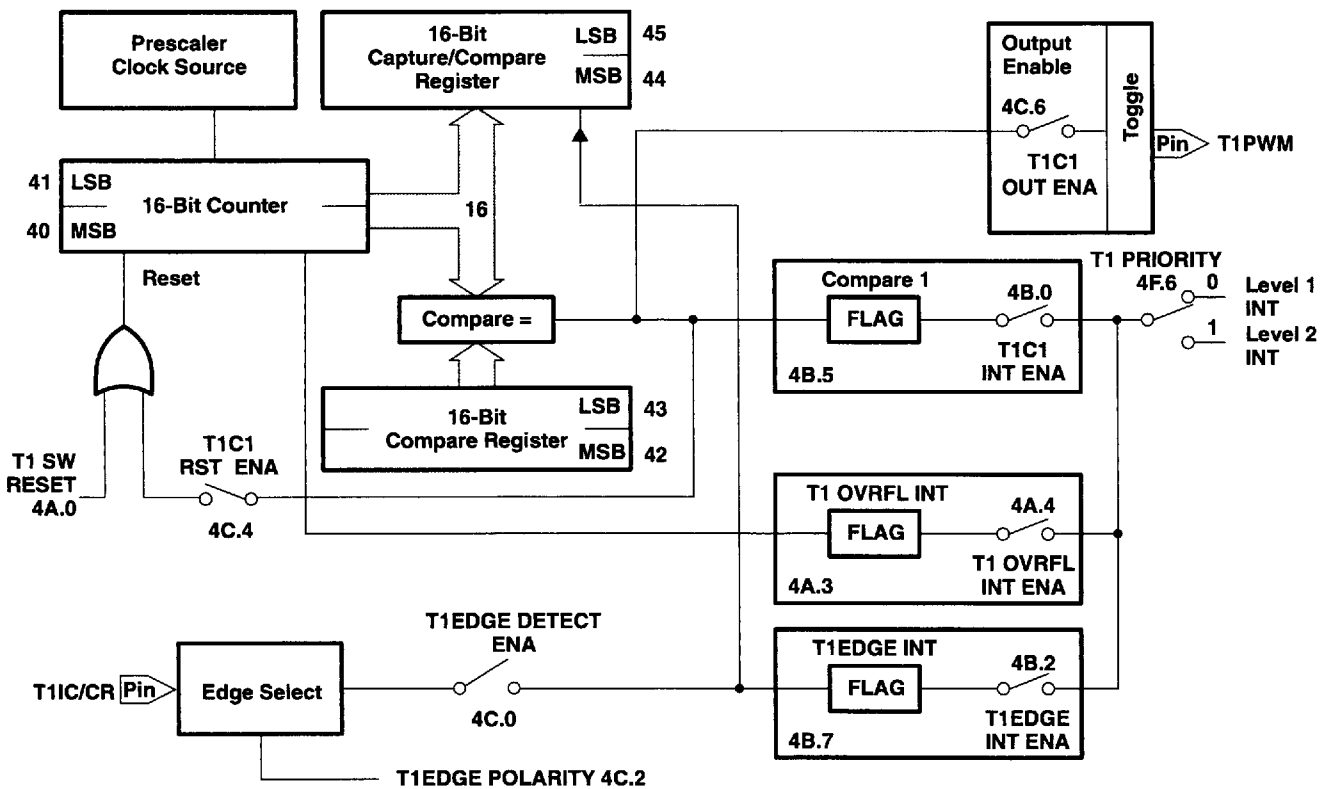 Prescaler
Clock Source
16-Bit
Capture/Compare
Register
LSB
MSB
45
44
Output
Enable
4C.6
T1C1
OUT ENA
Toggle
Pin
T1PWM
41
LSB
40
MSB
16-Bit Counter
16
Reset
Compare =
Compare 1
FLAG
4B.0
T1C1
INT ENA
4B.5
T1 PRIORITY
4F.6
0
Level 1
INT
1
Level 2
INT
16-Bit
Compare Register
LSB
MSB
43
42
T1 SW
RESET
4A.0
T1C1
RST ENA
4C.4
T1 OVRFL INT
FLAG
4A.4
T1 OVRFL
INT ENA
4A.3
T1IC/CR
Pin
Edge Select
T1EDGE DETECT
ENA
4C.0
T1EDGE INT
FLAG
4B.2
T1EDGE
INT ENA
4B.7
T1EDGE POLARITY 4C.2